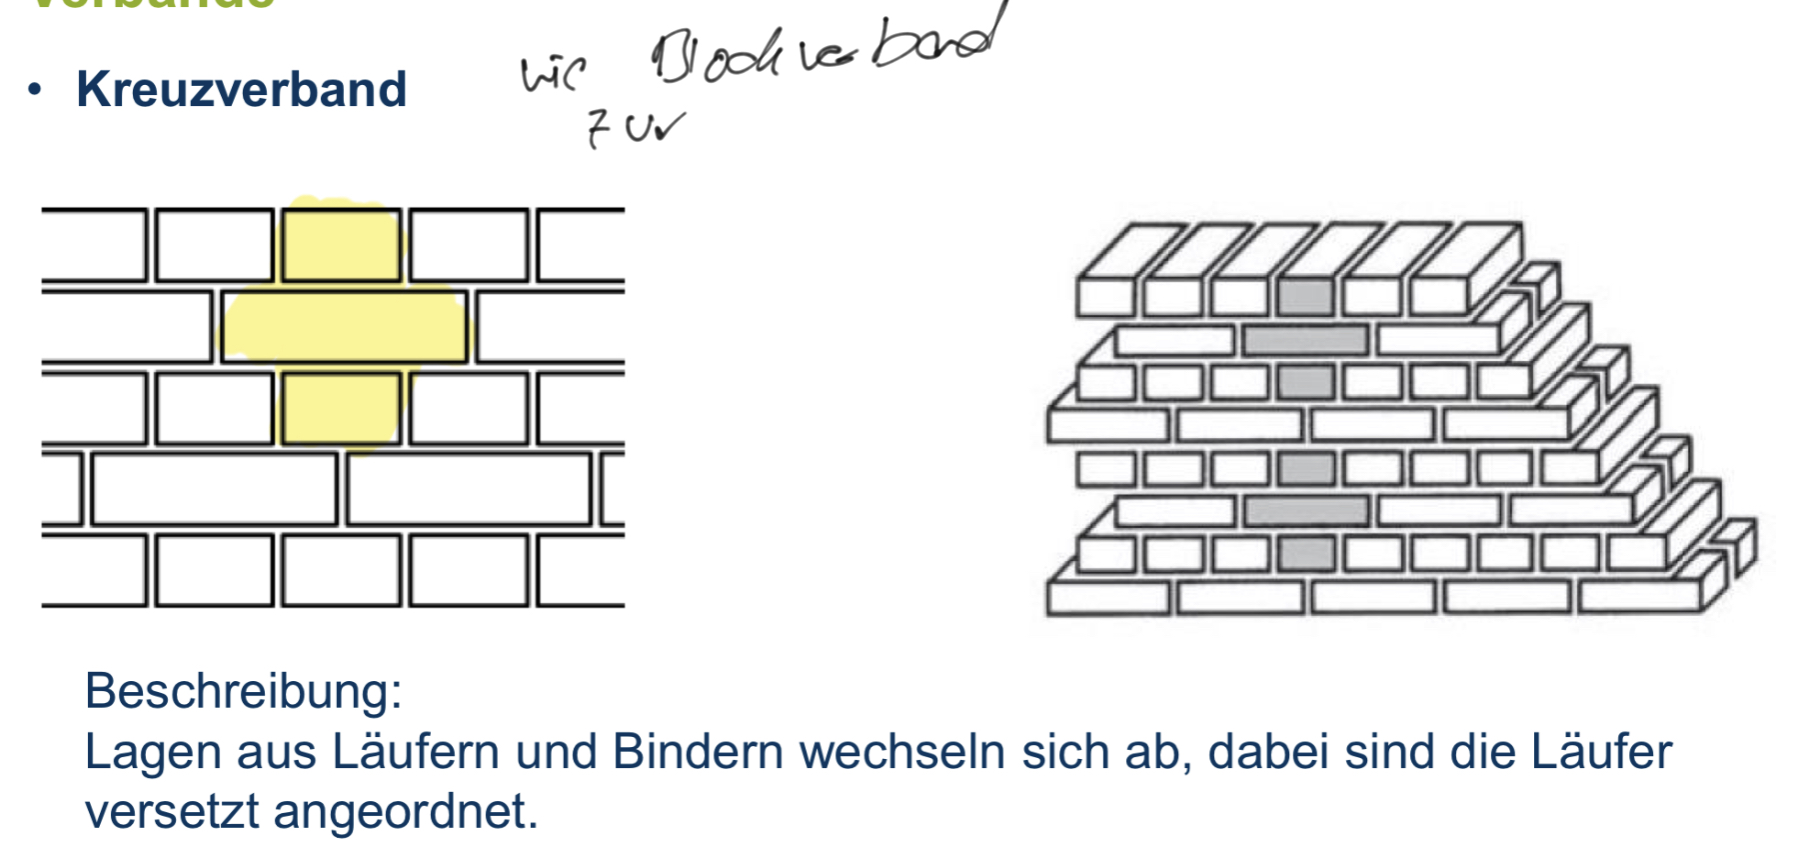 Verbände
• Kreuzverband
wie Blockverband
Beschreibung:
Lagen aus Läufern und Bindern wechseln sich ab, dabei sind die Läufer
versetzt angeordnet.